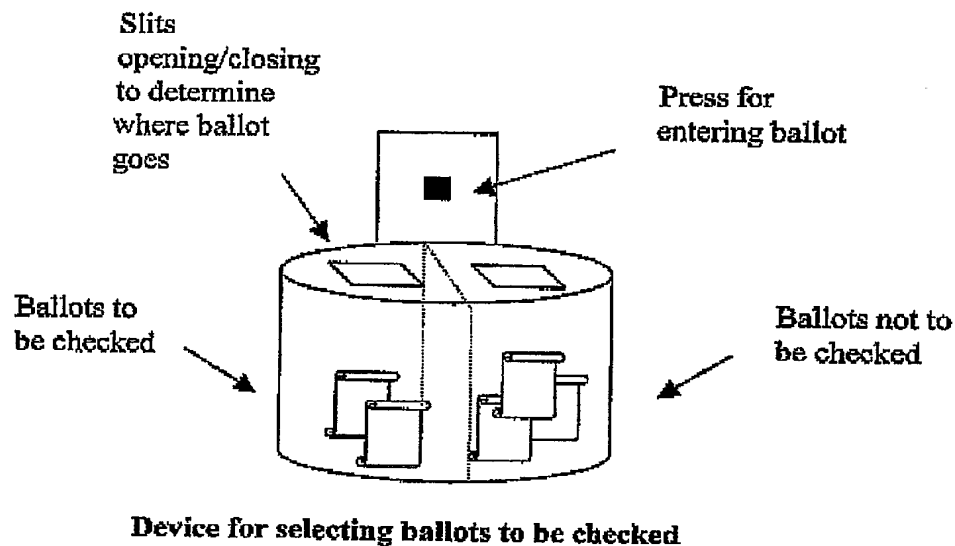 Slits
opening/closing
to determine
where ballot
goes
Press for
entering ballot
Ballots to
be checked
Ballots not to
be checked
Device for selecting ballots to be checked